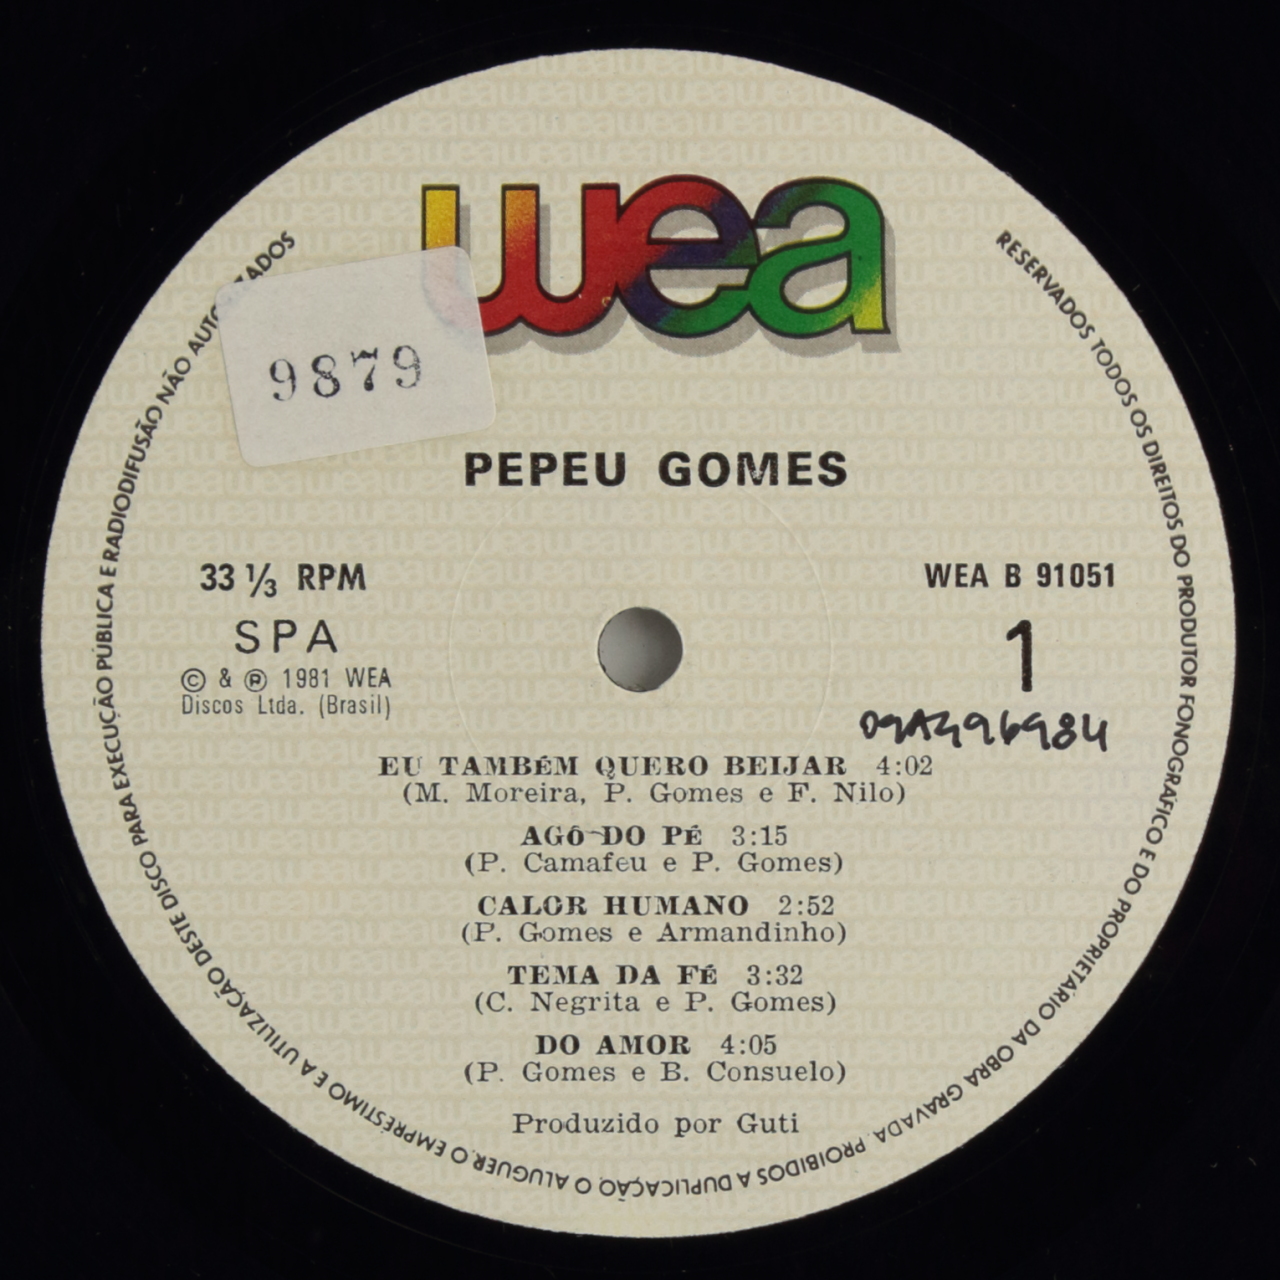 wea
9879
PEPEU GOMES
33 ⅓ RPM
SPA
© & ℗ 1981 WEA
Discos Ltda. (Brasil)
WEA B 91051
1
EU TAMBÉM QUERO BEIJAR 4:02
(M. Moreira, P. Gomes e F. Nilo)
AGÔ-DO PÉ 3:15
(P. Camafeu e P. Gomes)
CALOR HUMANO 2:52
(P. Gomes e Armandinho)
TEMA DA FÉ 3:32
(C. Negrita e P. Gomes)
DO AMOR 4:05
(P. Gomes e B. Consuelo)
Produzido por Guti
RESERVADOS TODOS OS DIREITOS DO PRODUTOR FONOGRÁFICO E DO PROPRIETÁRIO DA OBRA GRAVADA. PROIBIDOS A DUPLICAÇÃO O ALUGUER, O EMPRÉSTIMO E A UTILIZAÇÃO DESTE DISCO PARA EXECUÇÃO PÚBLICA E RADIODIFUSÃO NÃO